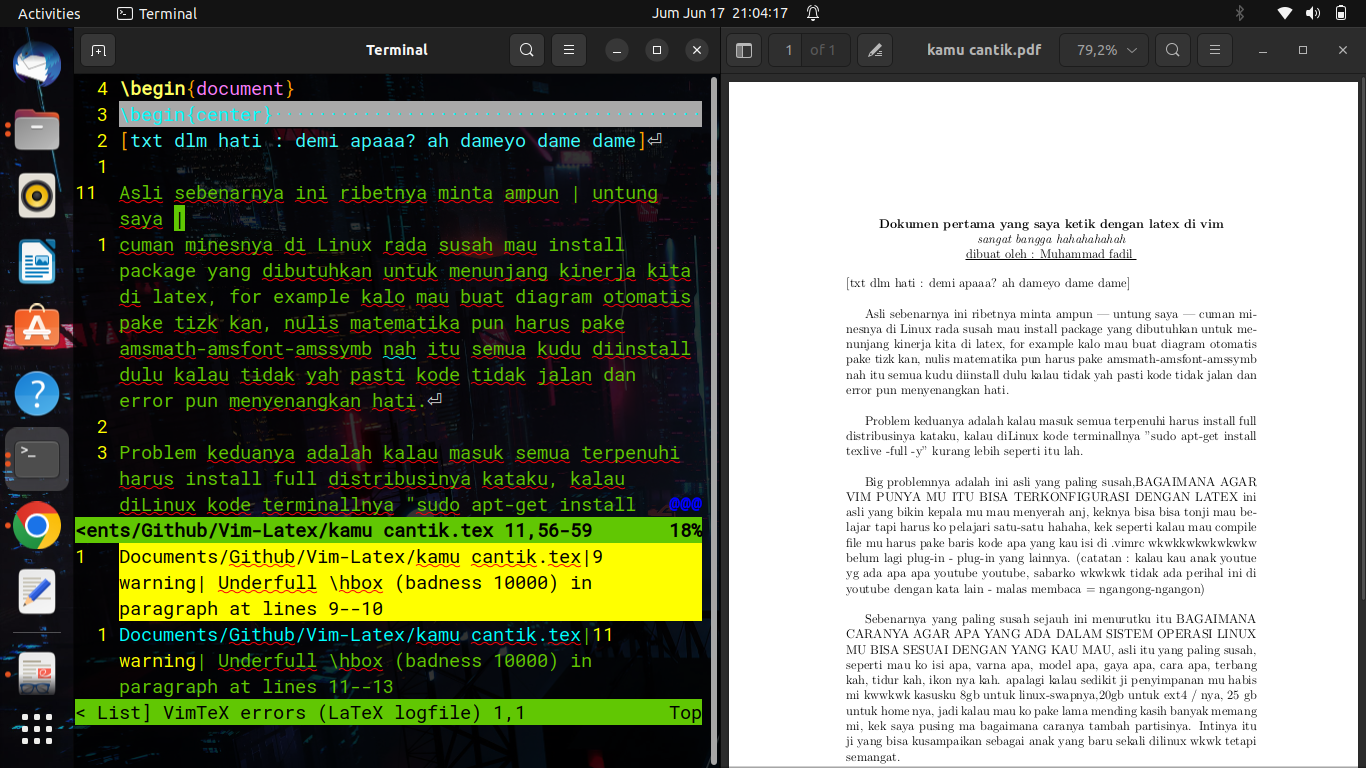 Activities
Terminal
Jum Jun 17 21:04:17
Terminal
4 \begin{document}
3 \begin{center}
2 [txt dlm hati : demi apaaa? ah dameyo dame dame]
1
11 Asli sebenarnya ini ribetnya minta ampun | untung
saya |
1 cuman minesnya di Linux rada susah mau install
package yang dibutuhkan untuk menunjang kinerja kita
di latex, for example kalo mau buat diagram otomatis
pake tizk kan, nulis matematika pun harus pake
amsmath-amsfont-amssymb nah itu semua kudu diinstall
dulu kalau tidak yah pasti kode tidak jalan dan
error pun menyenangkan hati.
2
3 Problem keduanya adalah kalau masuk semua terpenuhi
harus install full distribusinya kataku, kalau
diLinux kode terminallnya "sudo apt-get install @@@
<ents/Github/Vim-Latex/kamu cantik.tex 11,56-59 18%
1 Documents/Github/Vim-Latex/kamu cantik.tex|9
warning| Underfull \hbox (badness 10000) in
paragraph at lines 9--10
1 Documents/Github/Vim-Latex/kamu cantik.tex|11
warning| Underfull \hbox (badness 10000) in
paragraph at lines 11--13
< List] VimTeX errors (LaTeX logfile) 1,1 Top
1 of 1
kamu cantik.pdf
79,2%
Dokumen pertama yang saya ketik dengan latex di vim
sangat bangga hahahahahah
dibuat oleh : Muhammad fadil
[txt dlm hati : demi apaaa? ah dameyo dame dame]
Asli sebenarnya ini ribetnya minta ampun — untung saya — cuman mi-
nesnya di Linux rada susah mau install package yang dibutuhkan untuk me-
nunjang kinerja kita di latex, for example kalo mau buat diagram otomatis
pake tizk kan, nulis matematika pun harus pake amsmath-amsfont-amssymb
nah itu semua kudu diinstall dulu kalau tidak yah pasti kode tidak jalan dan
error pun menyenangkan hati.
Problem keduanya adalah kalau masuk semua terpenuhi harus install full
distribusinya kataku, kalau diLinux kode terminallnya ”sudo apt-get install
texlive -full -y” kurang lebih seperti itu lah.
Big problemnya adalah ini asli yang paling susah,BAGAIMANA AGAR
VIM PUNYA MU ITU BISA TERKONFIGURASI DENGAN LATEX ini
asli yang bikin kepala mu mau menyerah anj, keknya bisa bisa tonji mau be-
lajar tapi harus ko pelajari satu-satu hahaha, kek seperti kalau mau compile
file mu harus pake baris kode apa yang kau isi di .vimrc wkwkkwkwkwkwkw
belum lagi plug-in - plug-in yang lainnya. (catatan : kalau kau anak youtue
yg ada apa apa youtube youtube, sabarko wkwkwk tidak ada perihal ini di
youtube dengan kata lain - malas membaca = ngangong-ngangon)
Sebenarnya yang paling susah sejauh ini menurutku itu BAGAIMANA
CARANYA AGAR APA YANG ADA DALAM SISTEM OPERASI LINUX
MU BISA SESUAI DENGAN YANG KAU MAU, asli itu yang paling susah,
seperti mau ko isi apa, varna apa, model apa, gaya apa, cara apa, terbang
kah, tidur kah, ikon nya kah. apalagi kalau sedikit ji penyimpanan mu habis
mi kwwkwk kasusku 8gb untuk linux-swapnya,20gb untuk ext4 / nya, 25 gb
untuk home nya, jadi kalau mau ko pake lama mending kasih banyak memang
mi, kek saya pusing ma bagaimana caranya tambah partisinya. Intinya itu
ji yang bisa kusampaikan sebagai anak yang baru sekali dilinux wkwk tetapi
semangat.